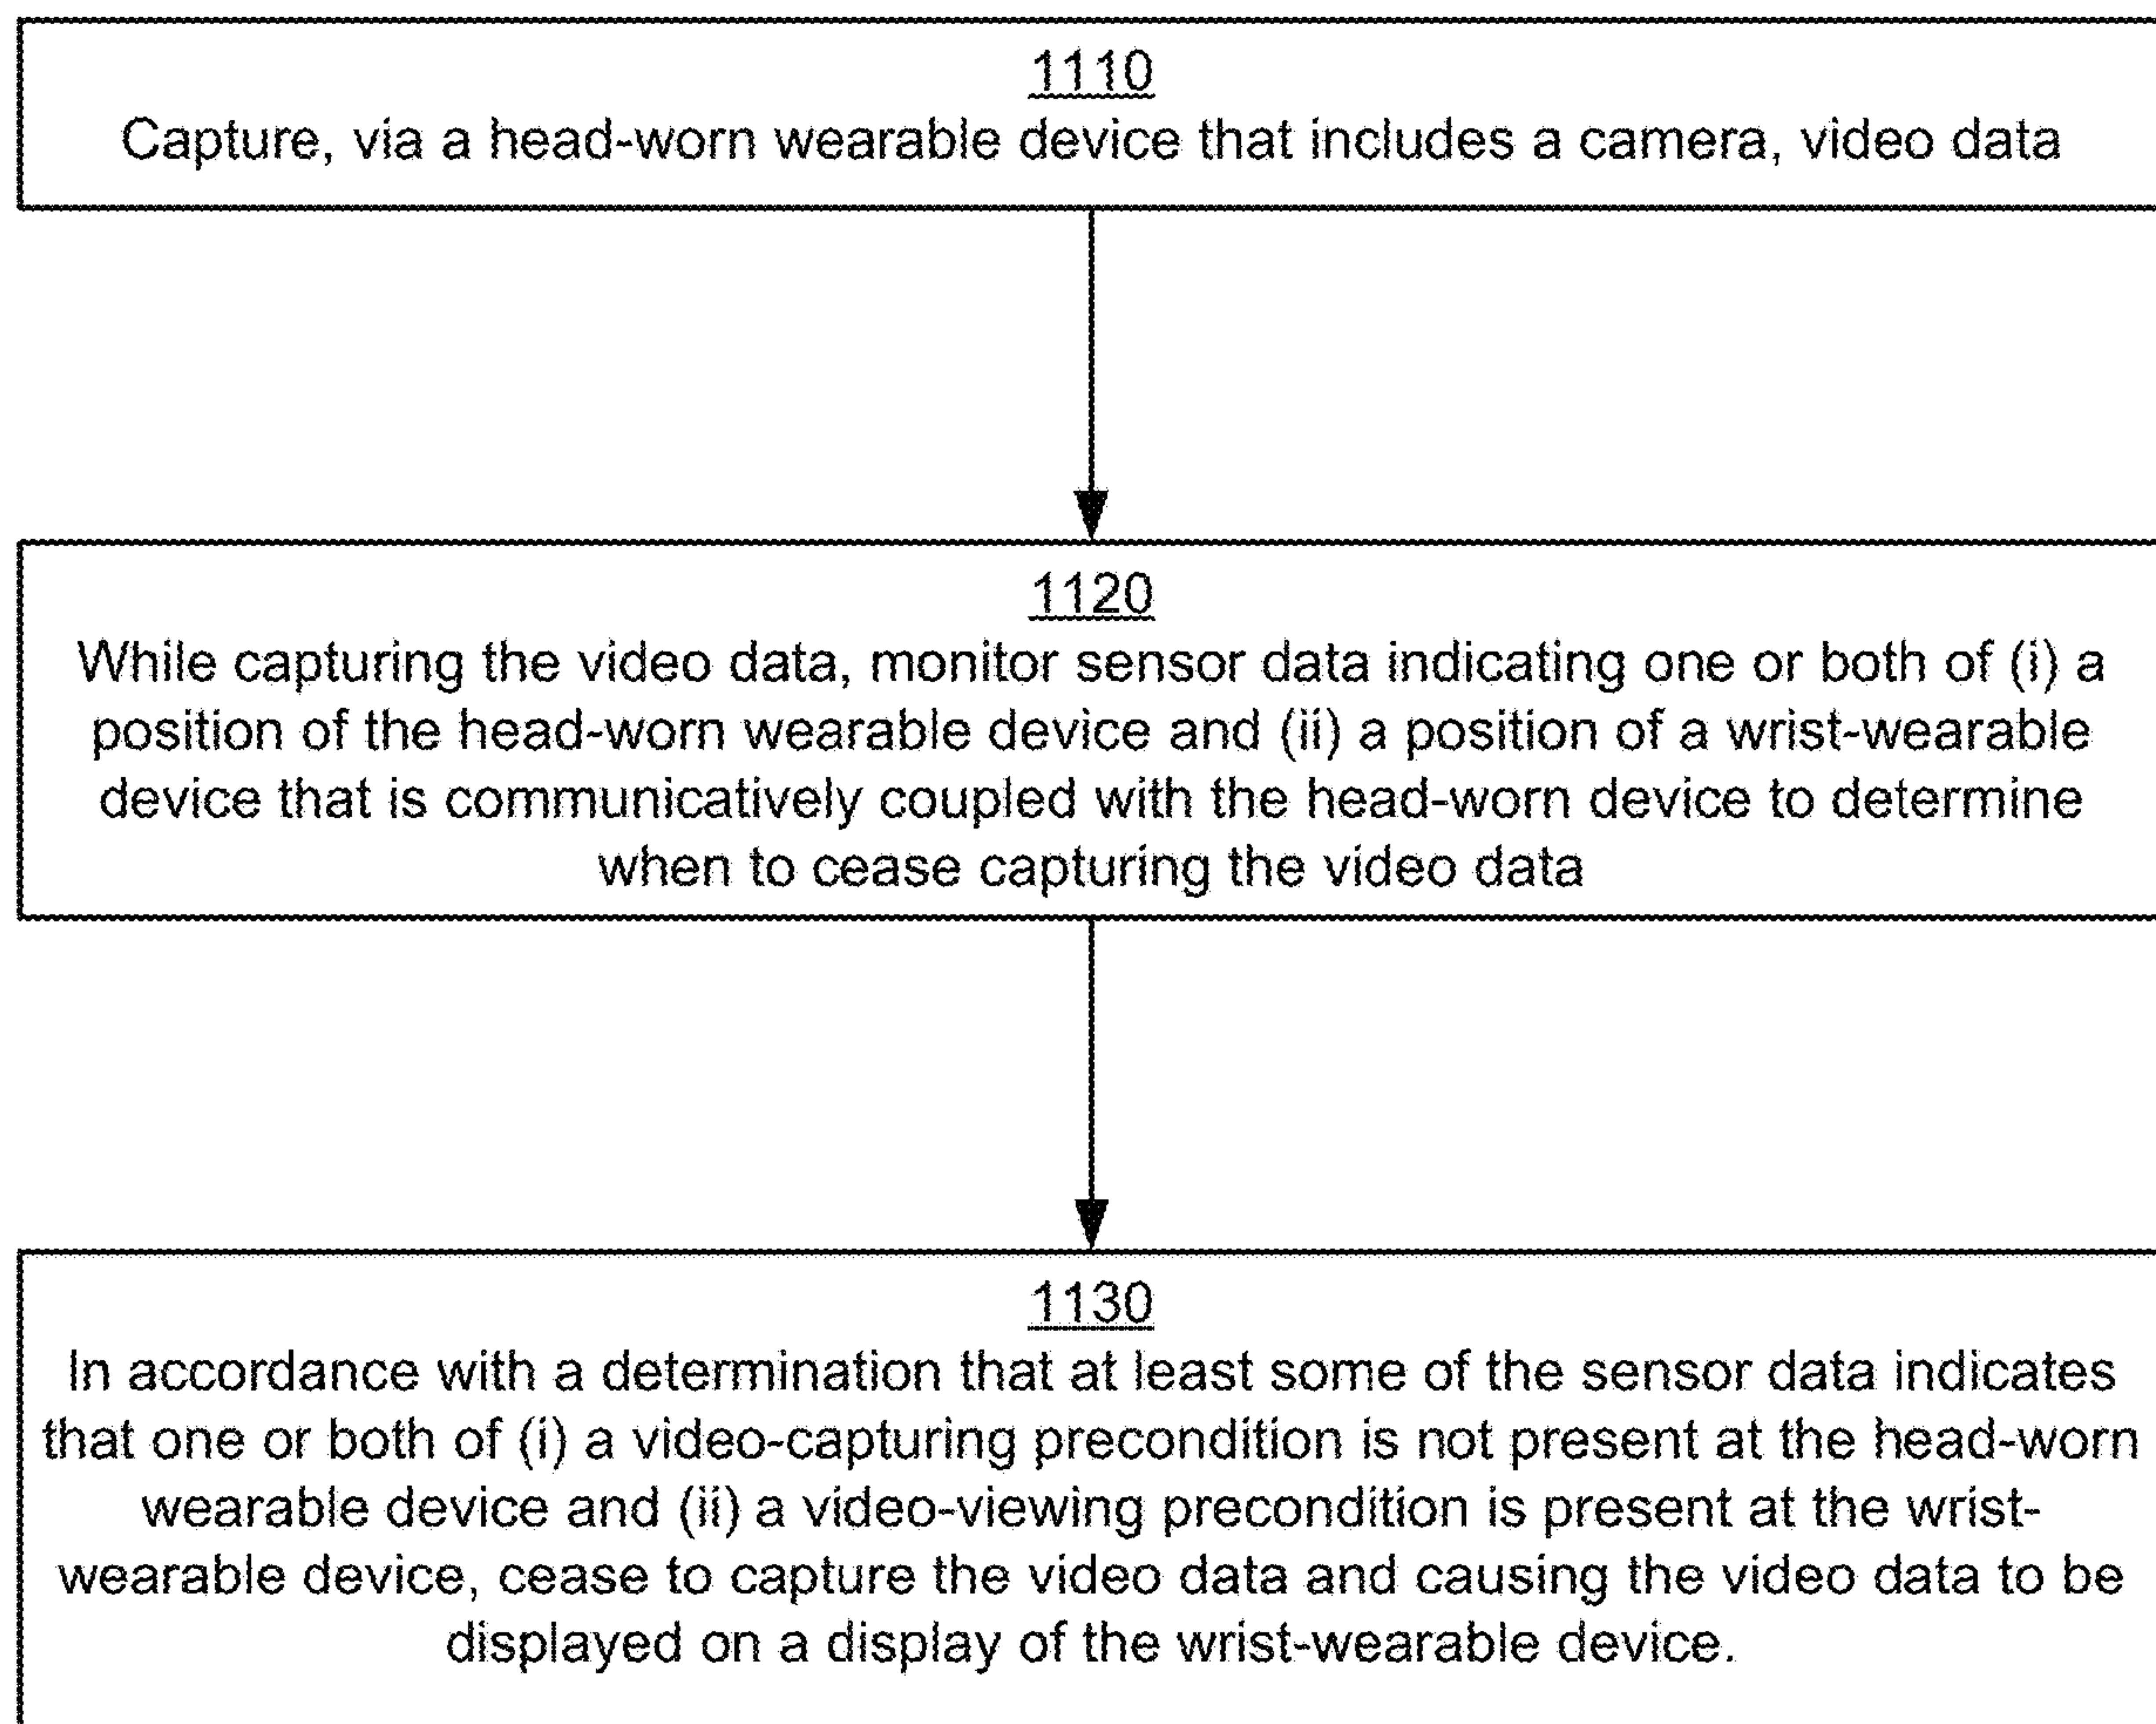 1110
Capture, via a head-worn wearable device that includes a camera, video data
1120
While capturing the video data, monitor sensor data indicating one or both of (i) a
position of the head-worn wearable device and (ii) a position of a wrist-wearable
device that is communicatively coupled with the head-worn device to determine
when to cease capturing the video data
1130
In accordance with a determination that at least some of the sensor data indicates
that one or both of (i) a video-capturing precondition is not present at the head-worn
wearable device and (ii) a video-viewing precondition is present at the wrist-
wearable device, cease to capture the video data and causing the video data to be
displayed on a display of the wrist-wearable device.